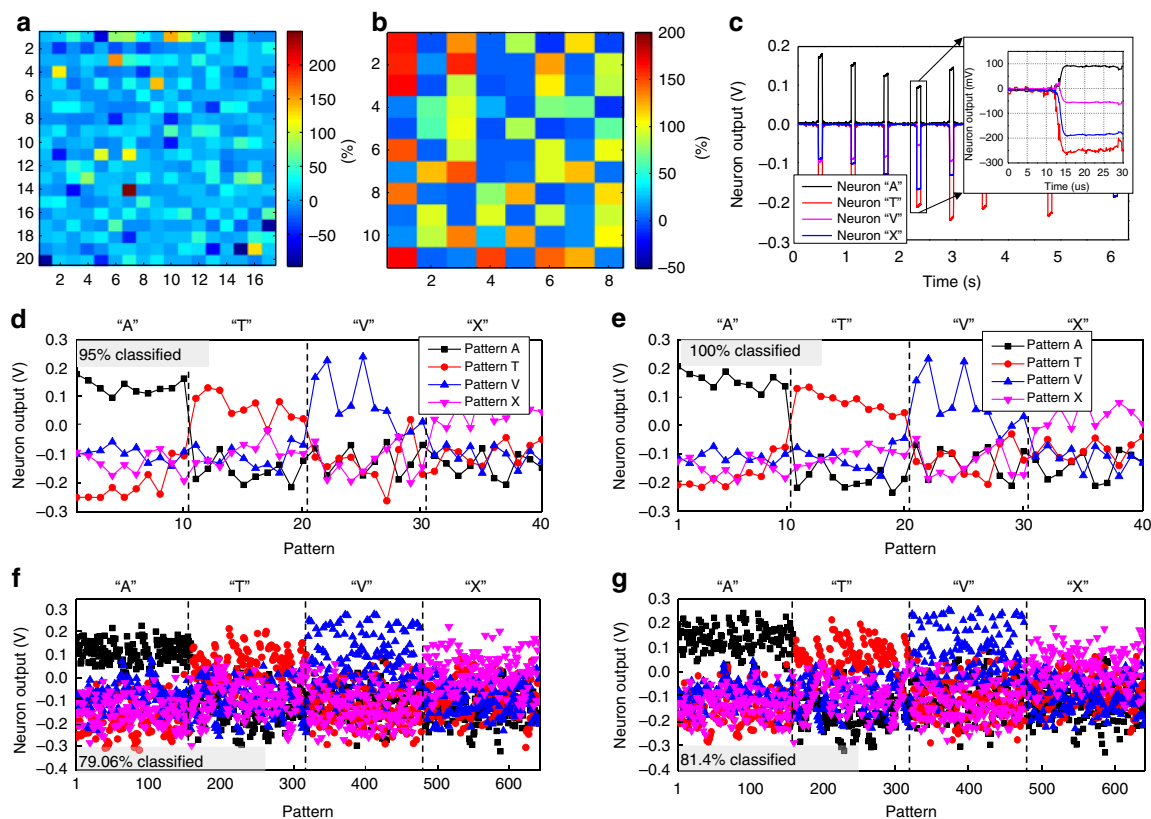 a
2
4
6
8
10
12
14
16
18
20
2 4 6 8 10 12 14 16
200
150
100
50
0
−50
(%)
b
2
4
6
8
10
2 4 6 8
200
150
100
50
0
−50
(%)
c
Neuron output (V)
0.2
0.1
0.0
−0.1
−0.2
−0.3
0 1 2 3 4 5 6
Time (s)
Neuron “A”
Neuron “T”
Neuron “V”
Neuron “X”
Neuron output (mV)
100
0
−100
−200
−300
0 5 10 15 20 25 30
Time (us)
d
“A” “T” “V” “X”
95% classified
Pattern A
Pattern T
Pattern V
Pattern X
Neuron output (V)
0.3
0.2
0.1
0.0
−0.1
−0.2
−0.3
10 20 30 40
Pattern
e
“A” “T” “V” “X”
100% classified
Pattern A
Pattern T
Pattern V
Pattern X
Neuron output (V)
0.3
0.2
0.1
0.0
−0.1
−0.2
−0.3
1 10 20 30 40
Pattern
f
“A” “T” “V” “X”
Neuron output (V)
0.3
0.2
0.1
0.0
−0.1
−0.2
−0.3
−0.4
79.06% classified
1 100 200 300 400 500 600
Pattern
g
“A” “T” “V” “X”
Neuron output (V)
0.3
0.2
0.1
0.0
−0.1
−0.2
−0.3
−0.4
81.4% classified
1 100 200 300 400 500 600
Pattern